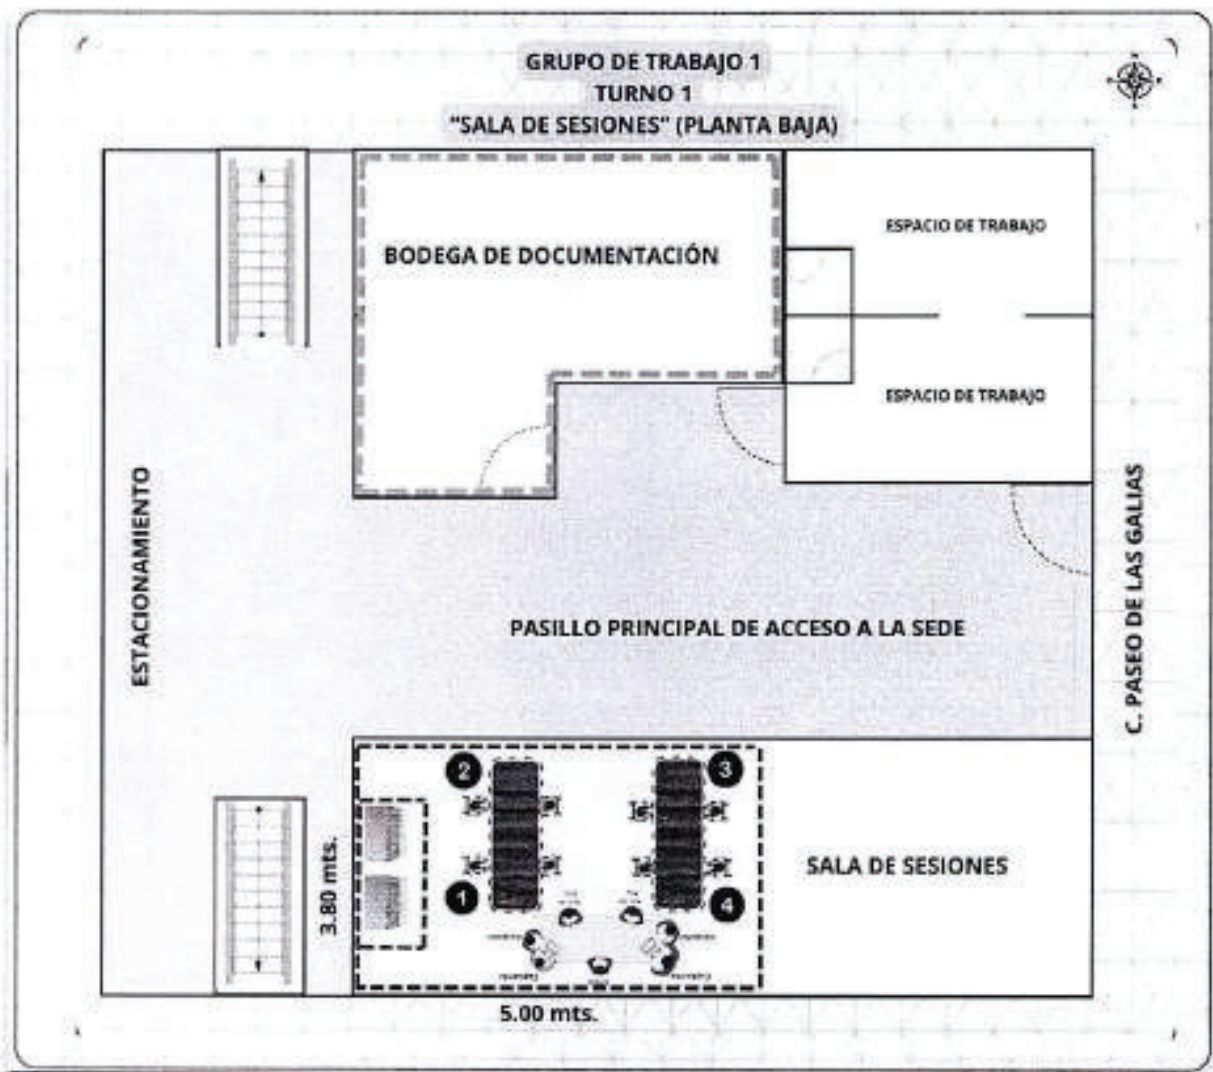 GRUPO DE TRABAJO 1
TURNO 1
"SALA DE SESIONES" (PLANTA BAJA)
BODEGA DE DOCUMENTACIÓN
ESPACIO DE TRABAJO
ESPACIO DE TRABAJO
ESTACIONAMIENTO
C. PASEO DE LAS GALIAS
PASILLO PRINCIPAL DE ACCESO A LA SEDE
2
3
3.80 mts.
1
4
SALA DE SESIONES
5.00 mts.